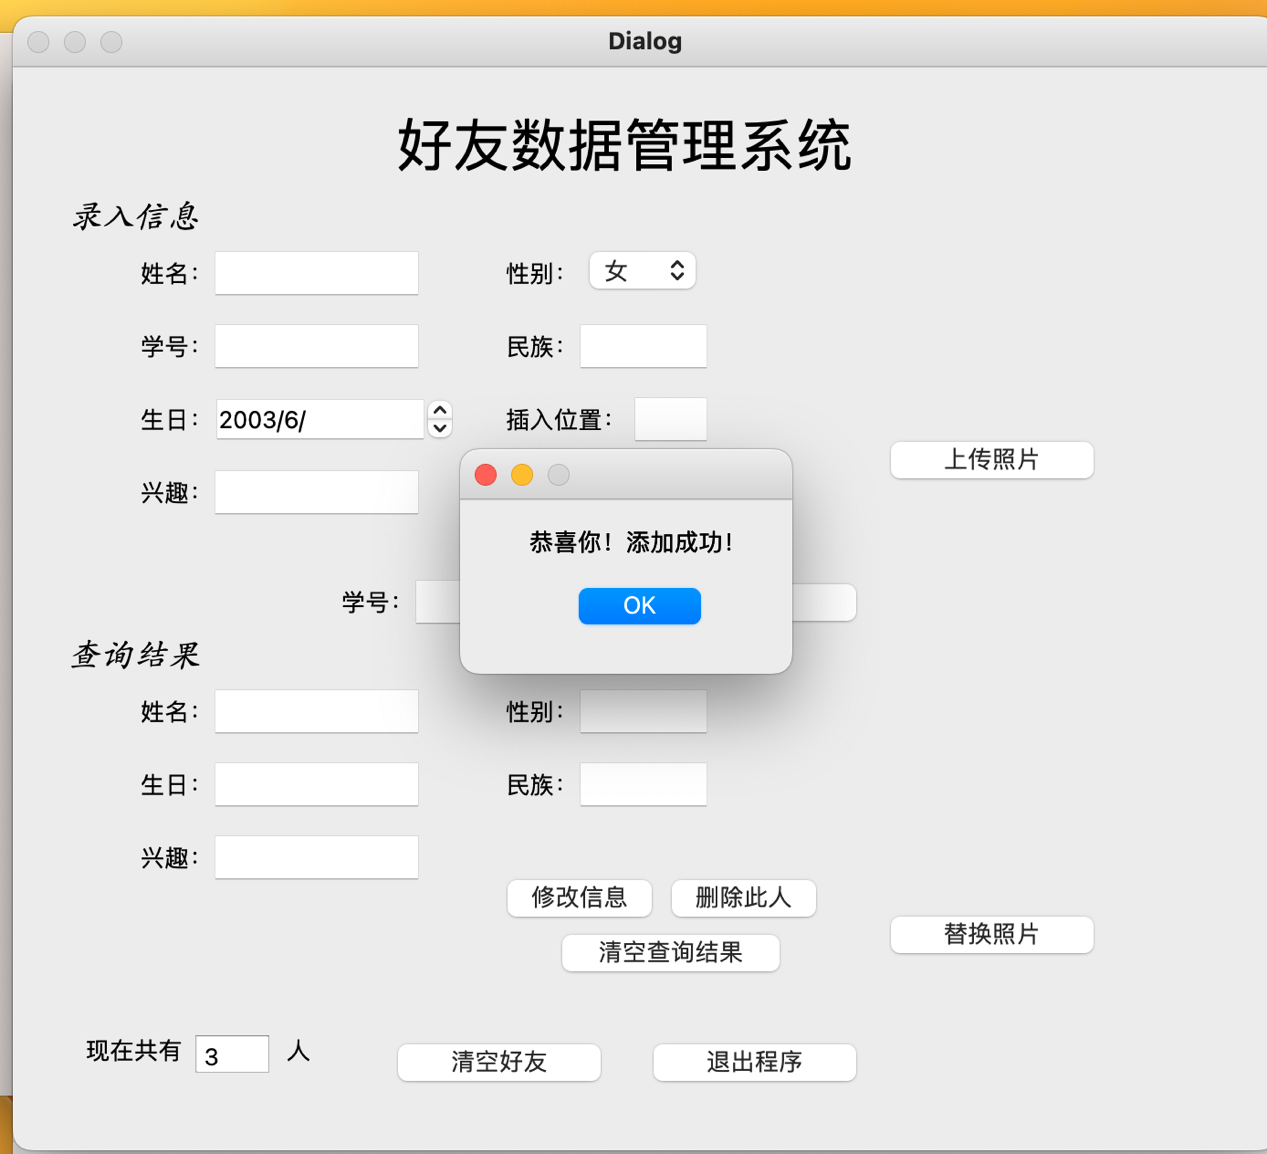 Dialog
好友数据管理系统
录入信息
姓名：
性别：
女
学号：
民族：
生日：
2003/6/
插入位置：
上传照片
兴趣：
恭喜你！添加成功！
OK
学号：
查询结果
姓名：
性别：
生日：
民族：
兴趣：
修改信息
删除此人
替换照片
清空查询结果
现在共有 3 人
清空好友
退出程序